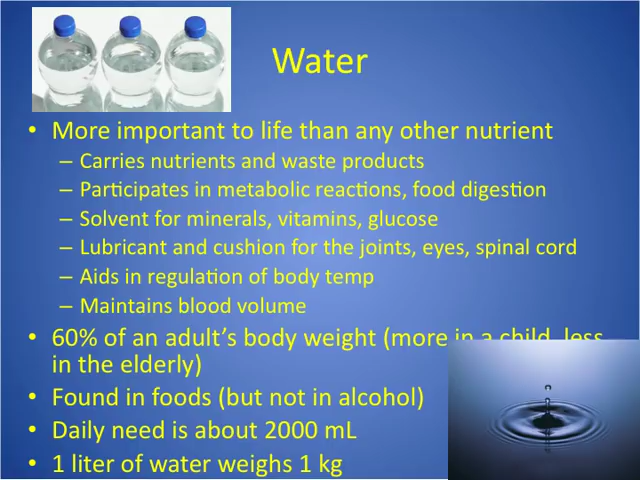 Water
• More important to life than any other nutrient
– Carries nutrients and waste products
– Participates in metabolic reactions, food digestion
– Solvent for minerals, vitamins, glucose
– Lubricant and cushion for the joints, eyes, spinal cord
– Aids in regulation of body temp
– Maintains blood volume
• 60% of an adult’s body weight (more in a child, less
in the elderly)
• Found in foods (but not in alcohol)
• Daily need is about 2000 mL
• 1 liter of water weighs 1 kg